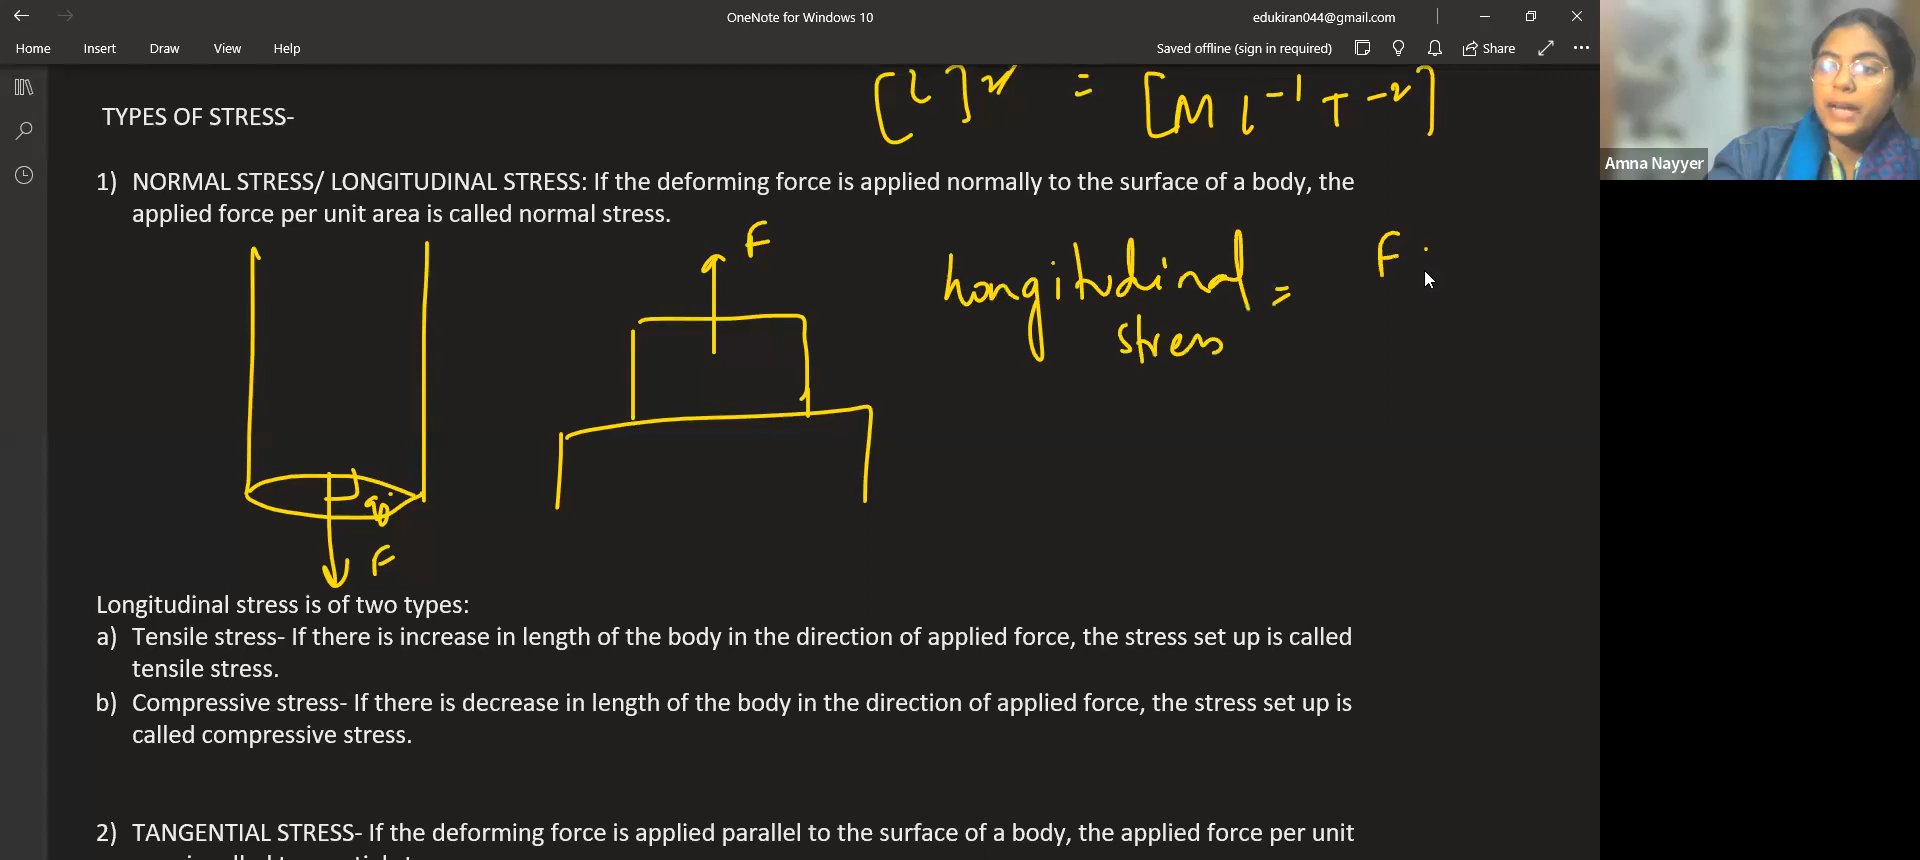 OneNote for Windows 10
edukiran044@gmail.com
Home Insert Draw View Help
Saved offline (sign in required) Share
[L]² = [M L⁻¹ T⁻²]
Amna Nayyer
TYPES OF STRESS-
1) NORMAL STRESS/ LONGITUDINAL STRESS: If the deforming force is applied normally to the surface of a body, the
applied force per unit area is called normal stress.
F
Longitudinal = F
stress
90°
F
Longitudinal stress is of two types:
a) Tensile stress- If there is increase in length of the body in the direction of applied force, the stress set up is called
tensile stress.
b) Compressive stress- If there is decrease in length of the body in the direction of applied force, the stress set up is
called compressive stress.
2) TANGENTIAL STRESS- If the deforming force is applied parallel to the surface of a body, the applied force per unit